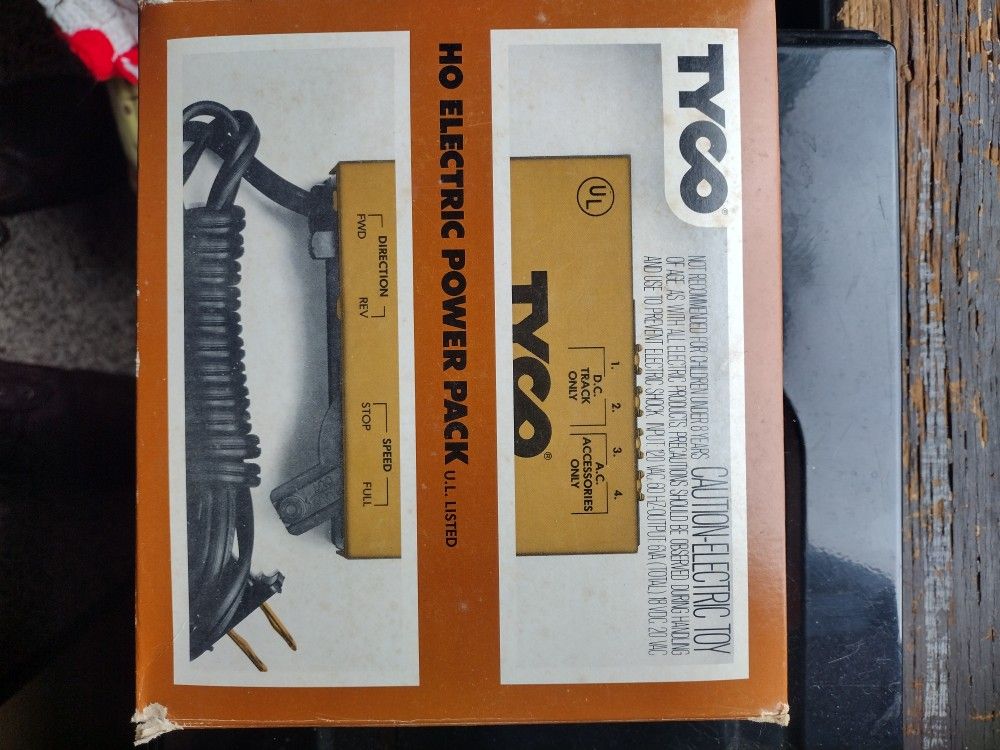 TYCO®
CAUTION-ELECTRIC TOY
NOT RECOMMENDED FOR CHILDREN UNDER 8 YEARS
OF AGE. AS WITH ALL ELECTRIC PRODUCTS, PRECAUTIONS SHOULD BE OBSERVED DURING HANDLING
AND USE TO PREVENT ELECTRIC SHOCK. INPUT: 120 VAC, 60 HZ OUTPUT: 6VA (TOTAL), 18 VDC. 20 VAC
1. 2. 3. 4.
D.C.
TRACK
ONLY
A.C.
ACCESSORIES
ONLY
UL
TYCO®
HO ELECTRIC POWER PACK U.L. LISTED
DIRECTION
FWD REV
SPEED
STOP FULL